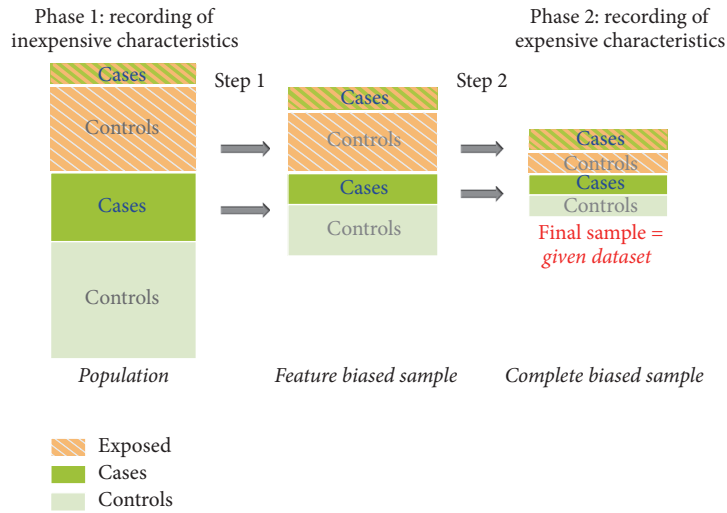 Phase 1: recording of
inexpensive characteristics
Phase 2: recording of
expensive characteristics
Step 1
Step 2
Cases
Controls
Cases
Controls
Cases
Controls
Cases
Controls
Cases
Controls
Cases
Controls
Final sample =
given dataset
Population
Feature biased sample
Complete biased sample
Exposed
Cases
Controls